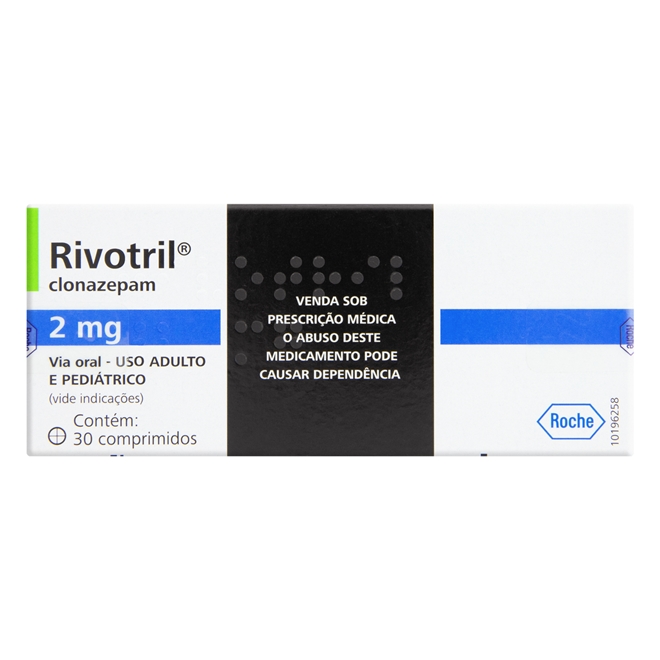 Rivotril®
clonazepam
2 mg
Via oral - USO ADULTO
E PEDIÁTRICO
(vide indicações)
Contém:
30 comprimidos
VENDA SOB
PRESCRIÇÃO MÉDICA
O ABUSO DESTE
MEDICAMENTO PODE
CAUSAR DEPENDÊNCIA
Roche
10196258